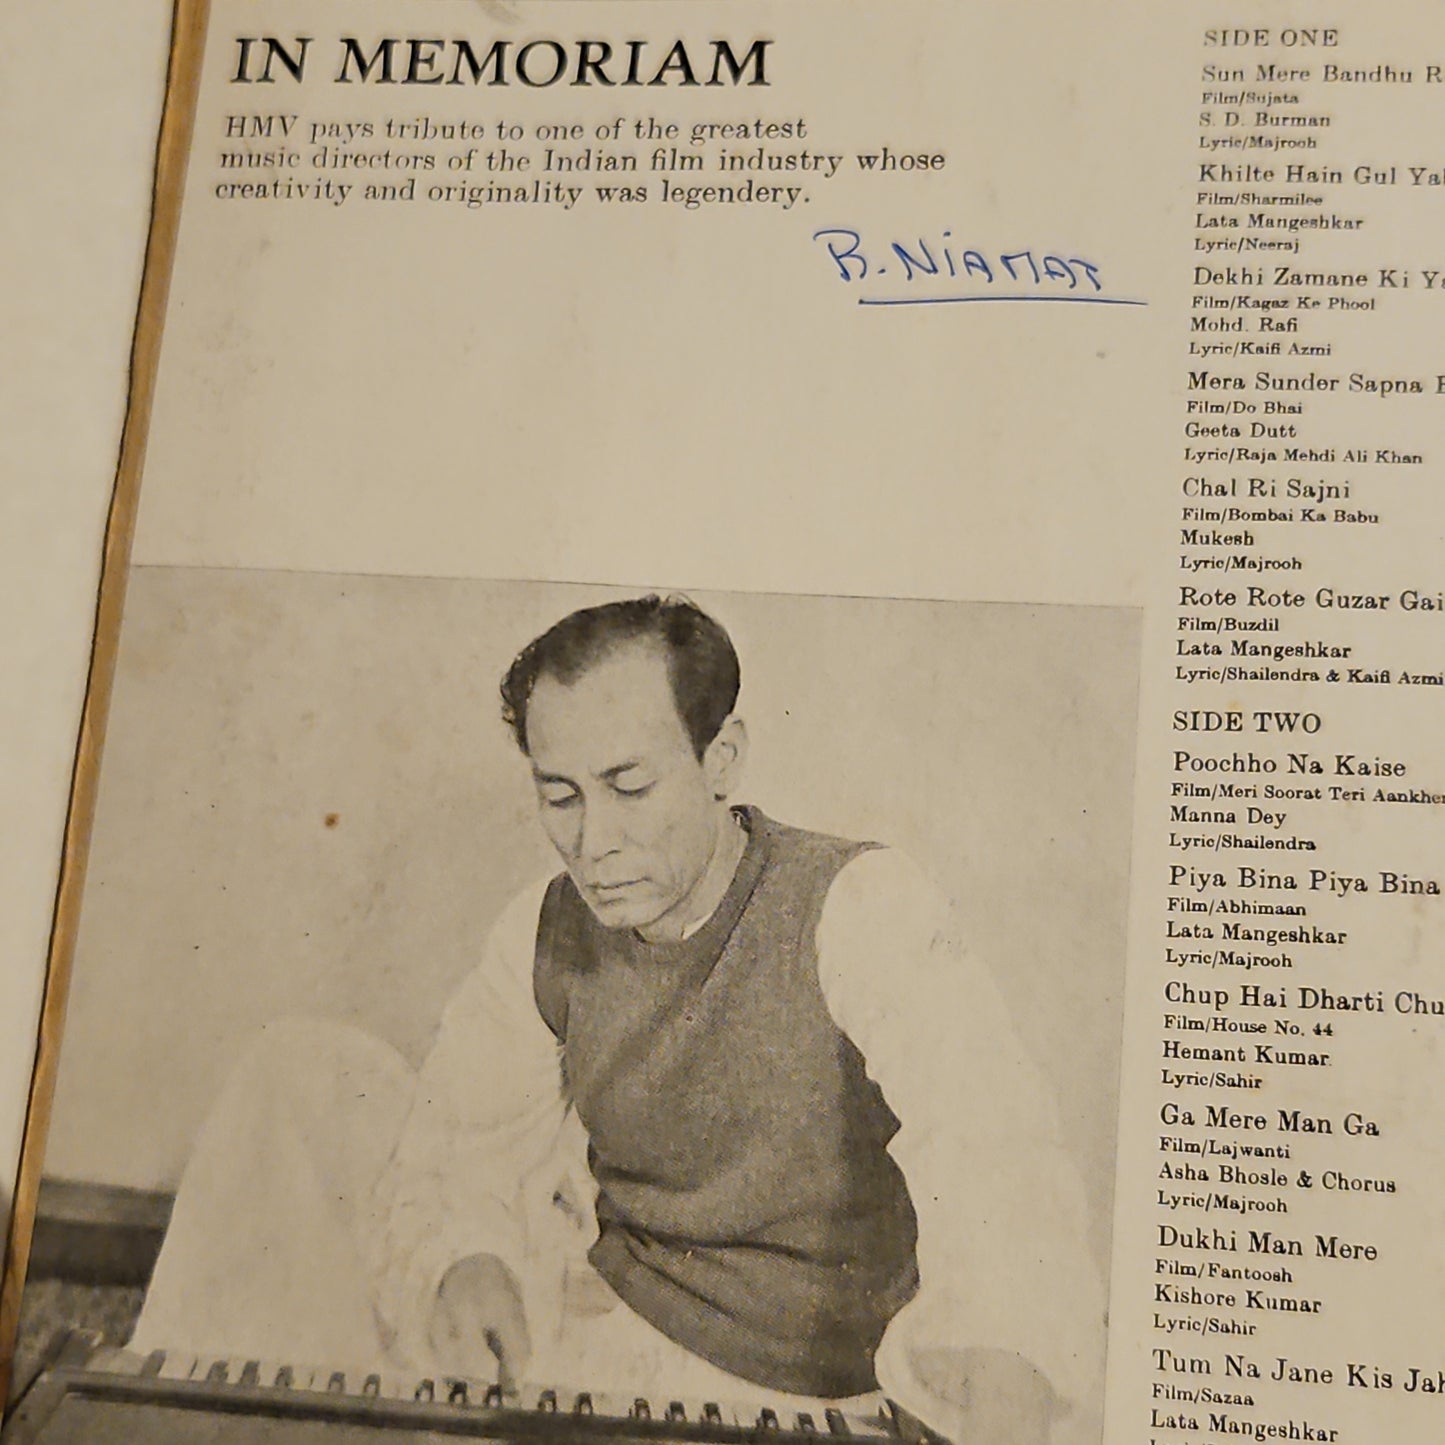 IN MEMORIAM
HMV pays tribute to one of the greatest
music directors of the Indian film industry whose
creativity and originality was legendery.
R. NIAMAT
SIDE ONE
Sun Mere Bandhu R
Film/Sujata
S. D. Burman
Lyric/Majrooh
Khilte Hain Gul Ya
Film/Sharmilee
Lata Mangeshkar
Lyric/Neeraj
Dekhi Zamane Ki Ya
Film/Kagaz Ke Phool
Mohd. Rafi
Lyric/Kaifi Azmi
Mera Sunder Sapna
Film/Do Bhai
Geeta Dutt
Lyric/Raja Mehdi Ali Khan
Chal Ri Sajni
Film/Bombai Ka Babu
Mukesh
Lyric/Majrooh
Rote Rote Guzar Gai
Film/Buzdil
Lata Mangeshkar
Lyric/Shailendra & Kaifi Azmi
SIDE TWO
Poochho Na Kaise
Film/Meri Soorat Teri Aankhe
Manna Dey
Lyric/Shailendra
Piya Bina Piya Bina
Film/Abhimaan
Lata Mangeshkar
Lyric/Majrooh
Chup Hai Dharti Chu
Film/House No. 44
Hemant Kumar
Lyric/Sahir
Ga Mere Man Ga
Film/Lajwanti
Asha Bhosle & Chorus
Lyric/Majrooh
Dukhi Man Mere
Film/Fantoosh
Kishore Kumar
Lyric/Sahir
Tum Na Jane Kis Jah
Film/Sazaa
Lata Mangeshkar